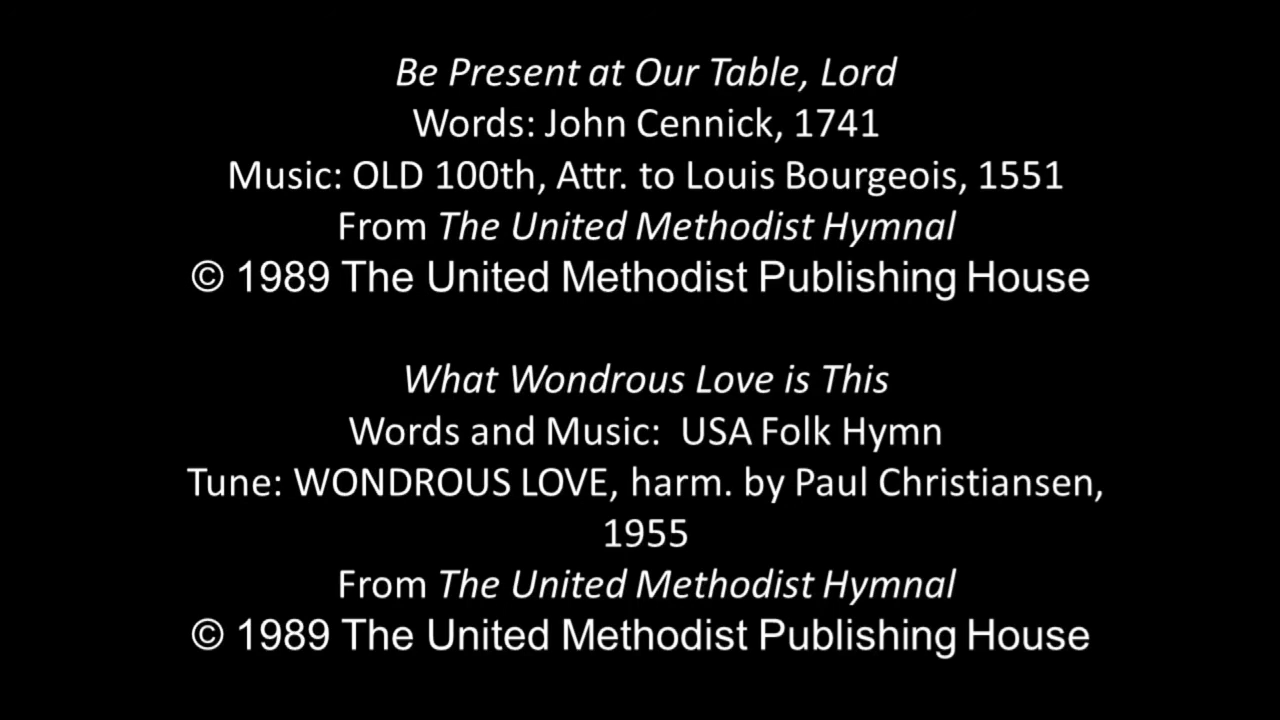 Be Present at Our Table, Lord
Words: John Cennick, 1741
Music: OLD 100th, Attr. to Louis Bourgeois, 1551
From The United Methodist Hymnal
© 1989 The United Methodist Publishing House
What Wondrous Love is This
Words and Music:  USA Folk Hymn
Tune: WONDROUS LOVE, harm. by Paul Christiansen,
1955
From The United Methodist Hymnal
© 1989 The United Methodist Publishing House